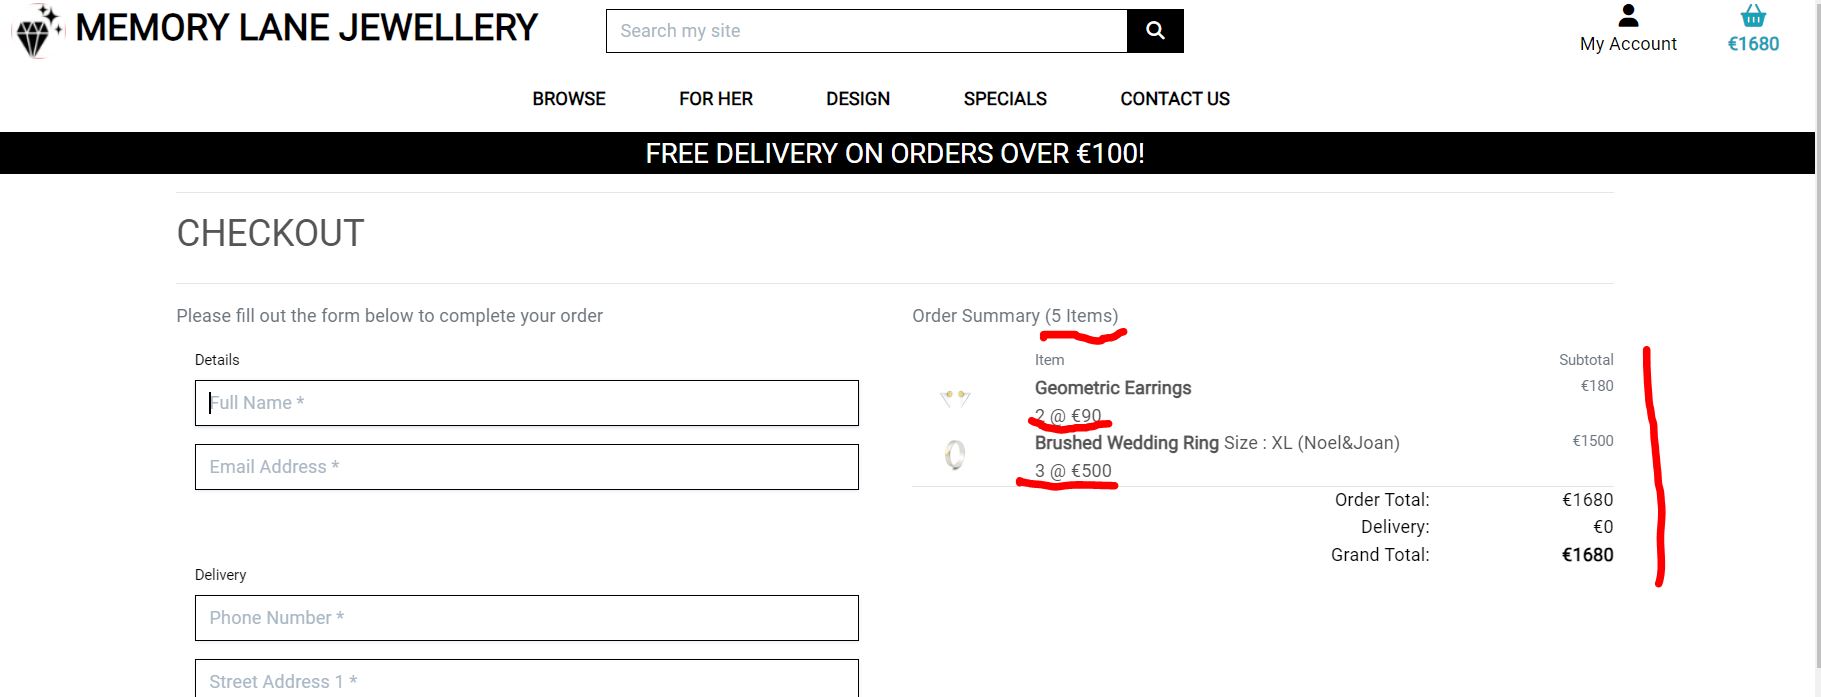 MEMORY LANE JEWELLERY
Search my site
My Account
€1680
BROWSE FOR HER DESIGN SPECIALS CONTACT US
FREE DELIVERY ON ORDERS OVER €100!
CHECKOUT
Please fill out the form below to complete your order
Details
Full Name *
Email Address *
Delivery
Phone Number *
Street Address 1 *
Order Summary (5 Items)
Item Subtotal
Geometric Earrings €180
2 @ €90
Brushed Wedding Ring Size : XL (Noel&Joan) €1500
3 @ €500
Order Total: €1680
Delivery: €0
Grand Total: €1680